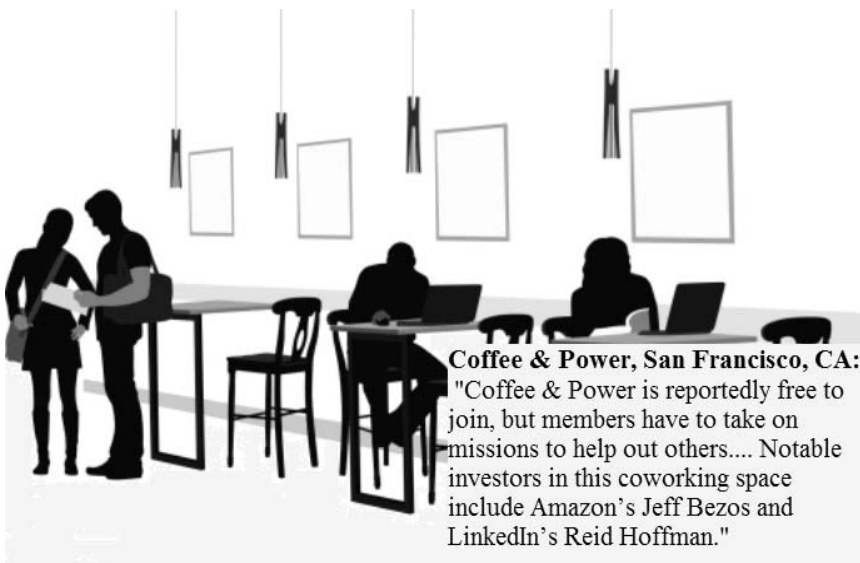 Coffee & Power, San Francisco, CA:
"Coffee & Power is reportedly free to
join, but members have to take on
missions to help out others.... Notable
investors in this coworking space
include Amazon’s Jeff Bezos and
LinkedIn’s Reid Hoffman."